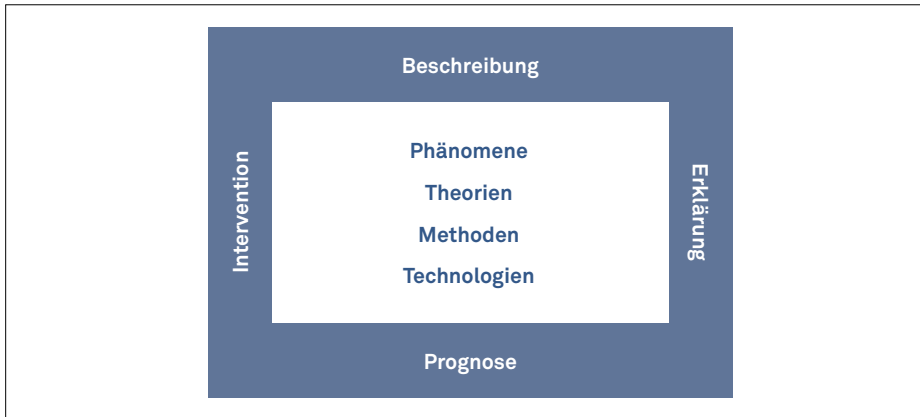 Beschreibung
Intervention
Phänomene
Theorien
Methoden
Technologien
Erklärung
Prognose